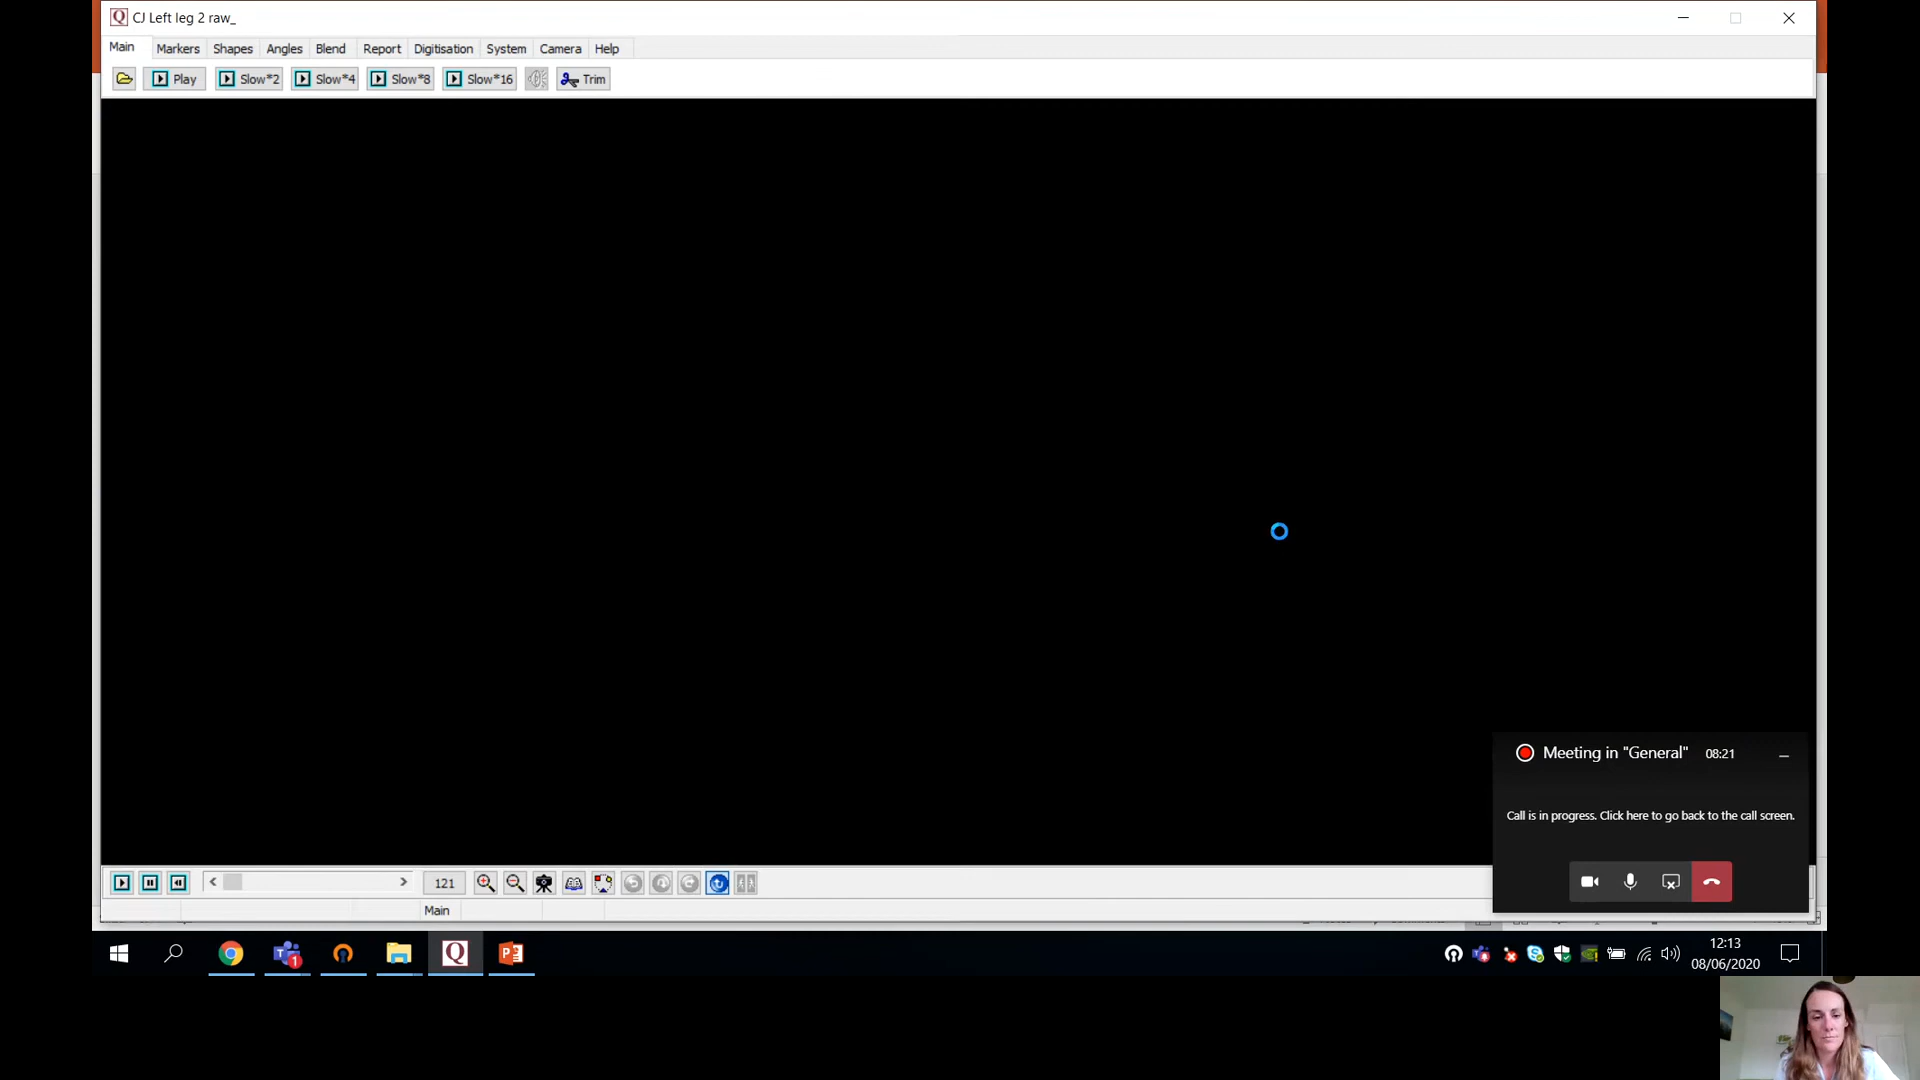 CJ Left leg 2 raw_
Main Markers Shapes Angles Blend Report Digitisation System Camera Help
Play Slow*2 Slow*4 Slow*8 Slow*16 Trim
Meeting in "General" 08:21
Call is in progress. Click here to go back to the call screen.
121
Main
12:13
08/06/2020